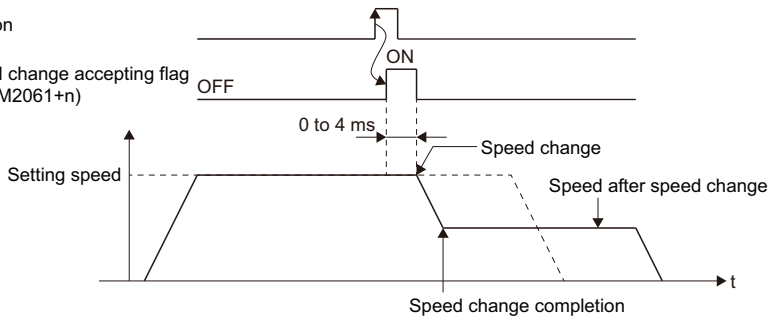 on
ON
change accepting flag
M2061+n)
OFF
0 to 4 ms
Speed change
Setting speed
Speed after speed change
t
Speed change completion